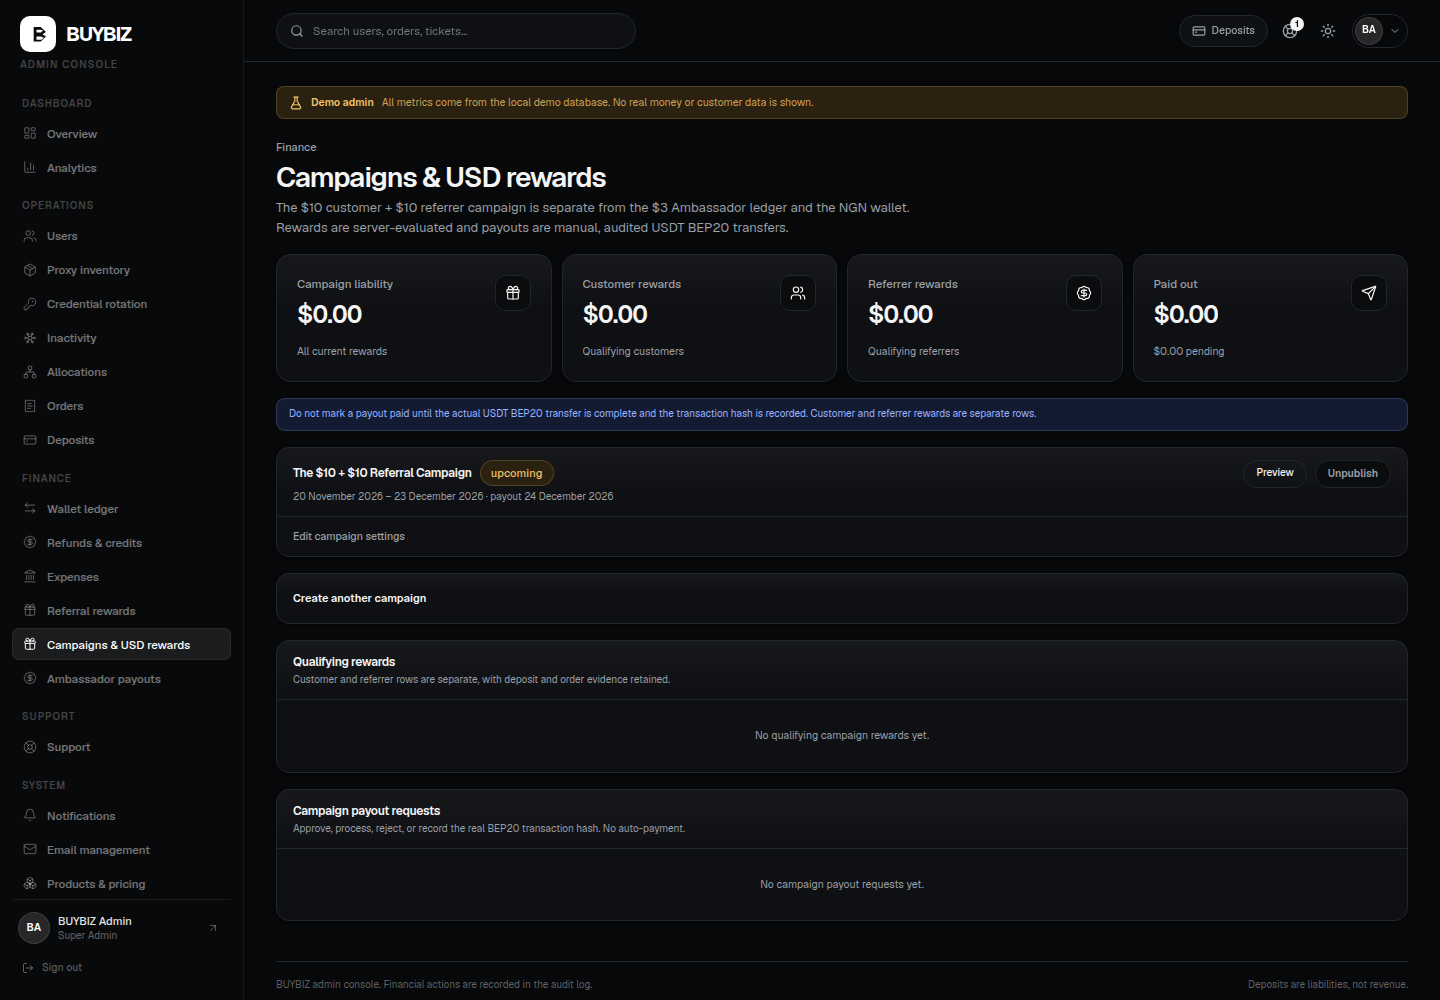 BUYBIZ
ADMIN CONSOLE
DASHBOARD
Overview
Analytics
OPERATIONS
Users
Proxy inventory
Credential rotation
Inactivity
Allocations
Orders
Deposits
FINANCE
Wallet ledger
Refunds & credits
Expenses
Referral rewards
Campaigns & USD rewards
Ambassador payouts
SUPPORT
Support
SYSTEM
Notifications
Email management
Products & pricing
BA
BUYBIZ Admin
Super Admin
Sign out
Search users, orders, tickets...
Deposits
1
BA
Demo admin All metrics come from the local demo database. No real money or customer data is shown.
Finance
Campaigns & USD rewards
The $10 customer + $10 referrer campaign is separate from the $3 Ambassador ledger and the NGN wallet.
Rewards are server-evaluated and payouts are manual, audited USDT BEP20 transfers.
Campaign liability
$0.00
All current rewards
Customer rewards
$0.00
Qualifying customers
Referrer rewards
$0.00
Qualifying referrers
Paid out
$0.00
$0.00 pending
Do not mark a payout paid until the actual USDT BEP20 transfer is complete and the transaction hash is recorded. Customer and referrer rewards are separate rows.
The $10 + $10 Referral Campaign upcoming
Preview Unpublish
20 November 2026 – 23 December 2026 · payout 24 December 2026
Edit campaign settings
Create another campaign
Qualifying rewards
Customer and referrer rows are separate, with deposit and order evidence retained.
No qualifying campaign rewards yet.
Campaign payout requests
Approve, process, reject, or record the real BEP20 transaction hash. No auto-payment.
No campaign payout requests yet.
BUYBIZ admin console. Financial actions are recorded in the audit log.
Deposits are liabilities, not revenue.